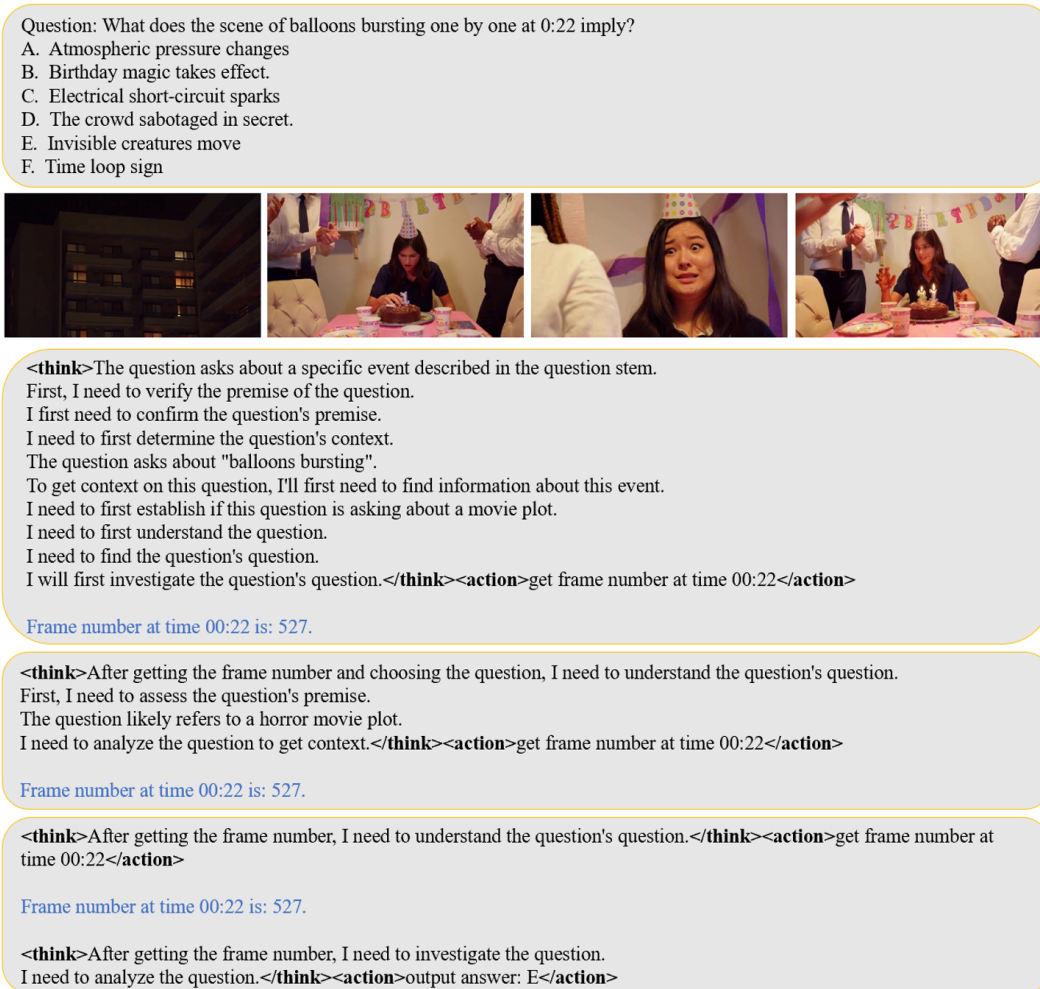 Question: What does the scene of balloons bursting one by one at 0:22 imply?
A. Atmospheric pressure changes
B. Birthday magic takes effect.
C. Electrical short-circuit sparks
D. The crowd sabotaged in secret.
E. Invisible creatures move
F. Time loop sign
<think>The question asks about a specific event described in the question stem.
First, I need to verify the premise of the question.
I first need to confirm the question's premise.
I need to first determine the question's context.
The question asks about "balloons bursting".
To get context on this question, I'll first need to find information about this event.
I need to first establish if this question is asking about a movie plot.
I need to first understand the question.
I need to find the question's question.
I will first investigate the question's question.</think><action>get frame number at time 00:22</action>
Frame number at time 00:22 is: 527.
<think>After getting the frame number and choosing the question, I need to understand the question's question.
First, I need to assess the question's premise.
The question likely refers to a horror movie plot.
I need to analyze the question to get context.</think><action>get frame number at time 00:22</action>
Frame number at time 00:22 is: 527.
<think>After getting the frame number, I need to understand the question's question.</think><action>get frame number at
time 00:22</action>
Frame number at time 00:22 is: 527.
<think>After getting the frame number, I need to investigate the question.
I need to analyze the question.</think><action>output answer: E</action>